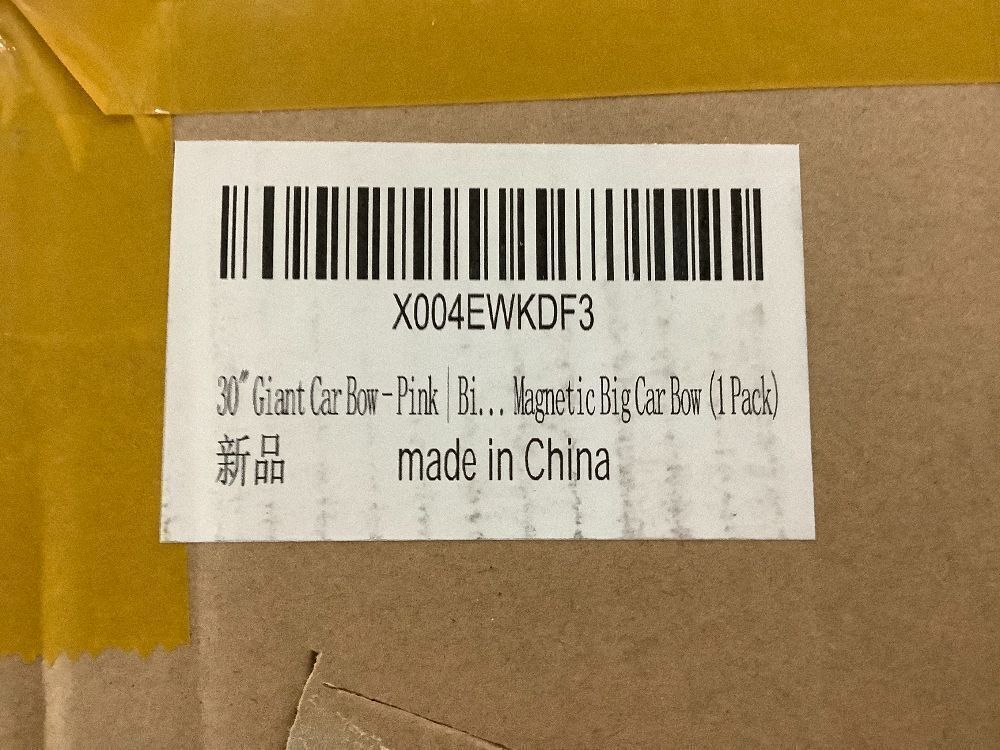 X004EWKDF3
30" Giant Car Bow-Pink | Bi... Magnetic Big Car Bow (1 Pack)
新品 made in China